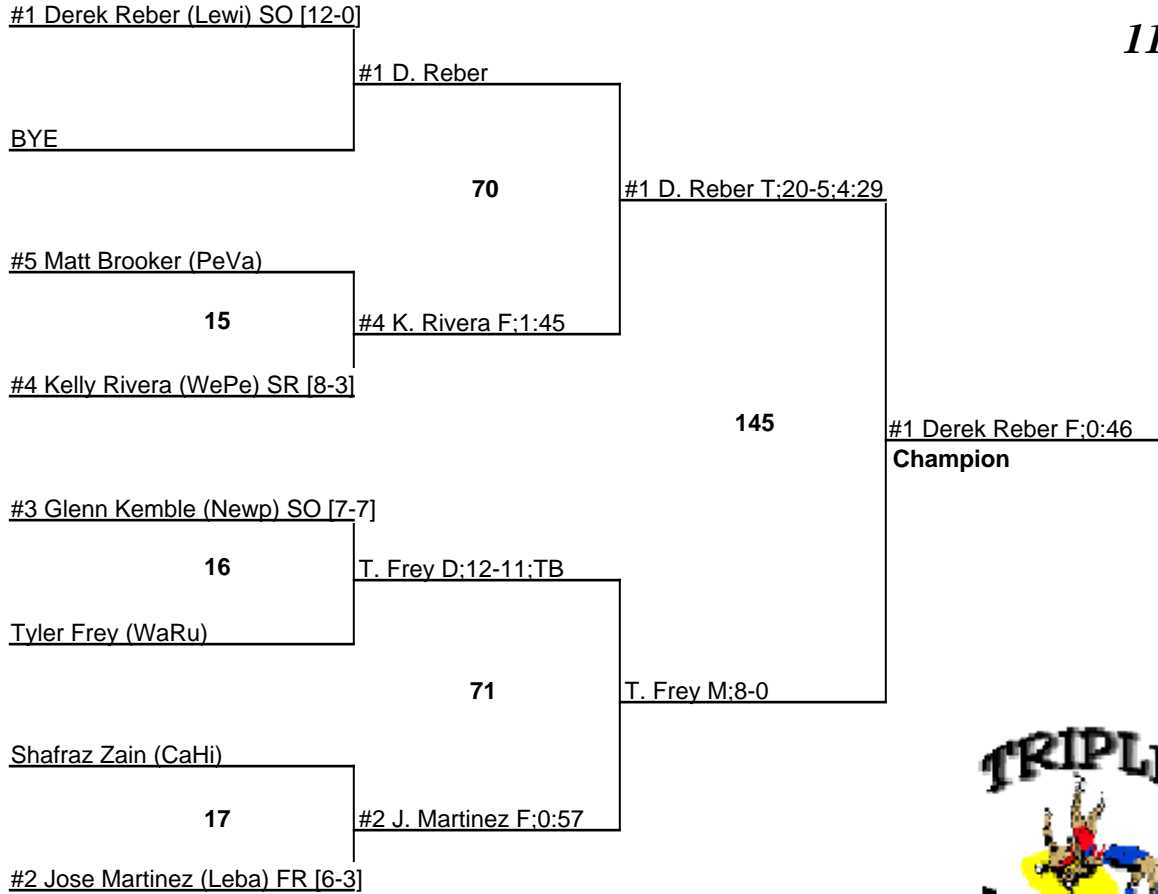 #1 Derek Reber (Lewi) SO [12-0]
#1 D. Reber
BYE
70
#1 D. Reber T;20-5;4:29
#5 Matt Brooker (PeVa)
15
#4 K. Rivera F;1:45
#4 Kelly Rivera (WePe) SR [8-3]
145
#1 Derek Reber F;0:46
Champion
#3 Glenn Kemble (Newp) SO [7-7]
16
T. Frey D;12-11;TB
Tyler Frey (WaRu)
71
T. Frey M;8-0
Shafraz Zain (CaHi)
17
#2 J. Martinez F;0:57
#2 Jose Martinez (Leba) FR [6-3]
11